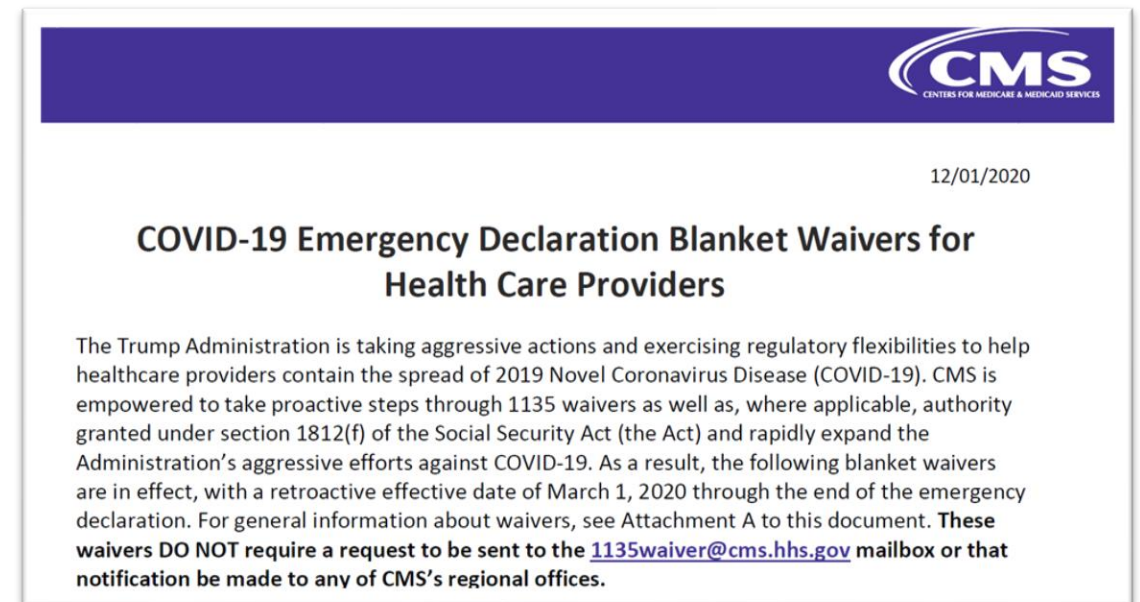 CMS
CENTERS FOR MEDICARE & MEDICAID SERVICES
12/01/2020
COVID-19 Emergency Declaration Blanket Waivers for
Health Care Providers
The Trump Administration is taking aggressive actions and exercising regulatory flexibilities to help
healthcare providers contain the spread of 2019 Novel Coronavirus Disease (COVID-19). CMS is
empowered to take proactive steps through 1135 waivers as well as, where applicable, authority
granted under section 1812(f) of the Social Security Act (the Act) and rapidly expand the
Administration’s aggressive efforts against COVID-19. As a result, the following blanket waivers
are in effect, with a retroactive effective date of March 1, 2020 through the end of the emergency
declaration. For general information about waivers, see Attachment A to this document. These
waivers DO NOT require a request to be sent to the 1135waiver@cms.hhs.gov mailbox or that
notification be made to any of CMS’s regional offices.